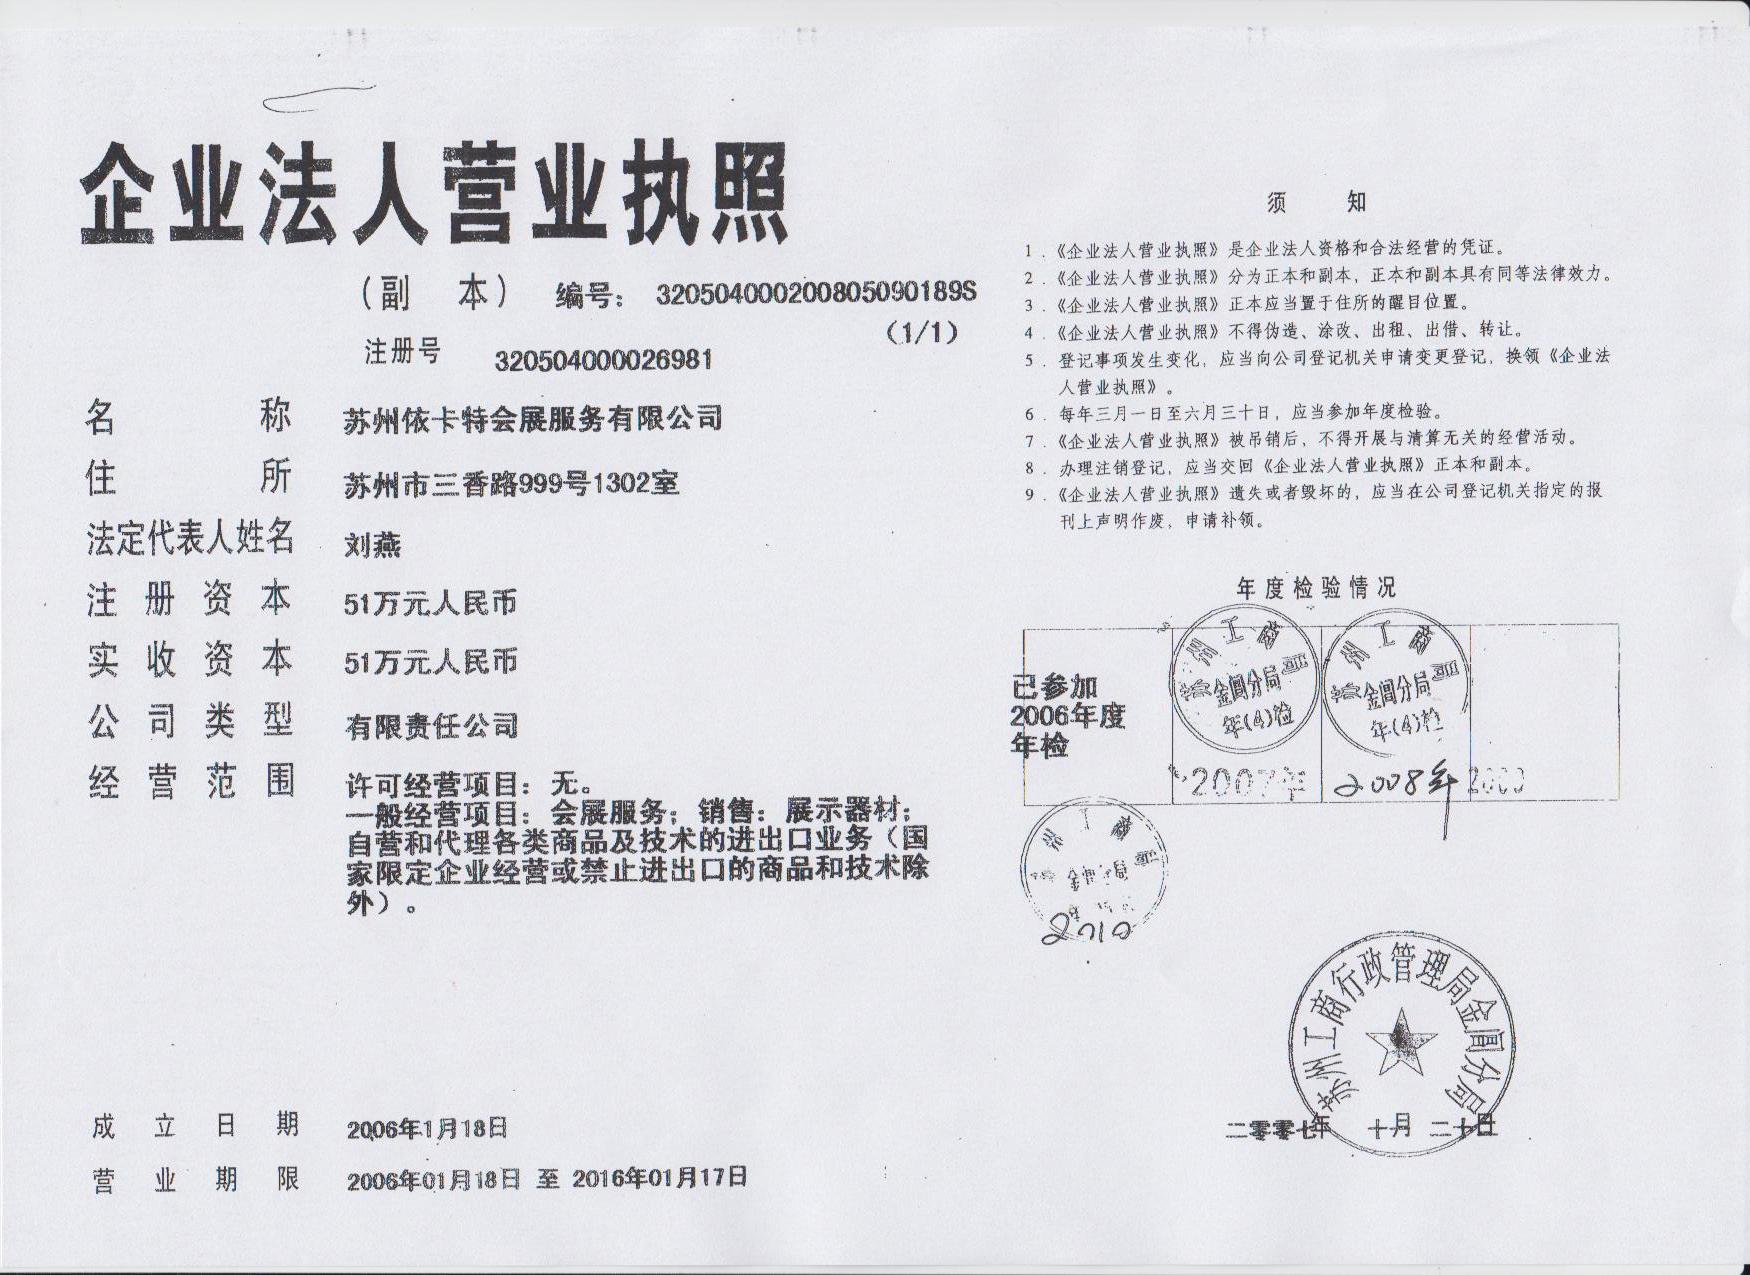 企业法人营业执照
（副 本） 编号： 320504000200805090189S
（1/1）
注册号 320504000026981
名 称 苏州依卡特会展服务有限公司
住 所 苏州市三香路999号1302室
法定代表人姓名 刘燕
注 册 资 本 51万元人民币
实 收 资 本 51万元人民币
公 司 类 型 有限责任公司
经 营 范 围 许可经营项目：无。
一般经营项目：会展服务；销售：展示器材；
自营和代理各类商品及技术的进出口业务（国
家限定企业经营或禁止进出口的商品和技术除
外）。
成 立 日 期 2006年1月18日
营 业 期 限 2006年01月18日 至 2016年01月17日
须 知
1．《企业法人营业执照》是企业法人资格和合法经营的凭证。
2．《企业法人营业执照》分为正本和副本，正本和副本具有同等法律效力。
3．《企业法人营业执照》正本应当置于住所的醒目位置。
4．《企业法人营业执照》不得伪造、涂改、出租、出借、转让。
5．登记事项发生变化，应当向公司登记机关申请变更登记，换领《企业法
人营业执照》。
6．每年三月一日至六月三十日，应当参加年度检验。
7．《企业法人营业执照》被吊销后，不得开展与清算无关的经营活动。
8．办理注销登记，应当交回《企业法人营业执照》正本和副本。
9．《企业法人营业执照》遗失或者毁坏的，应当在公司登记机关指定的报
刊上声明作废，申请补领。
年度检验情况
已参加
2006年度
年检
州工商
金阊分局
年(4)检
2007年
州工商
金阊分局
年(4)检
2008年
州工商
2010
苏州工商行政管理局金阊分局
二零零七年 十月 二十日